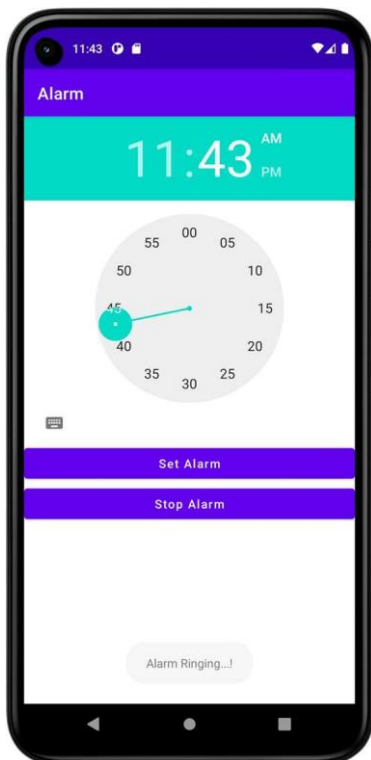 11:43
Alarm
11:43
AM
PM
00
55 05
50 10
45 15
40 20
35 25
30
Set Alarm
Stop Alarm
Alarm Ringing...!